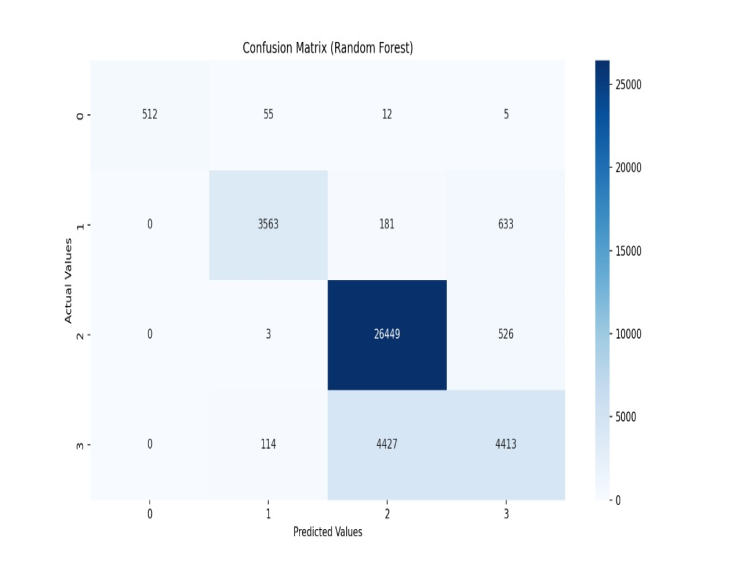 Confusion Matrix (Random Forest)
0 512 55 12 5
1 0 3563 181 633
2 0 3 26449 526
3 0 114 4427 4413
0 1 2 3
Predicted Values
Actual Values
25000
20000
15000
10000
5000
0